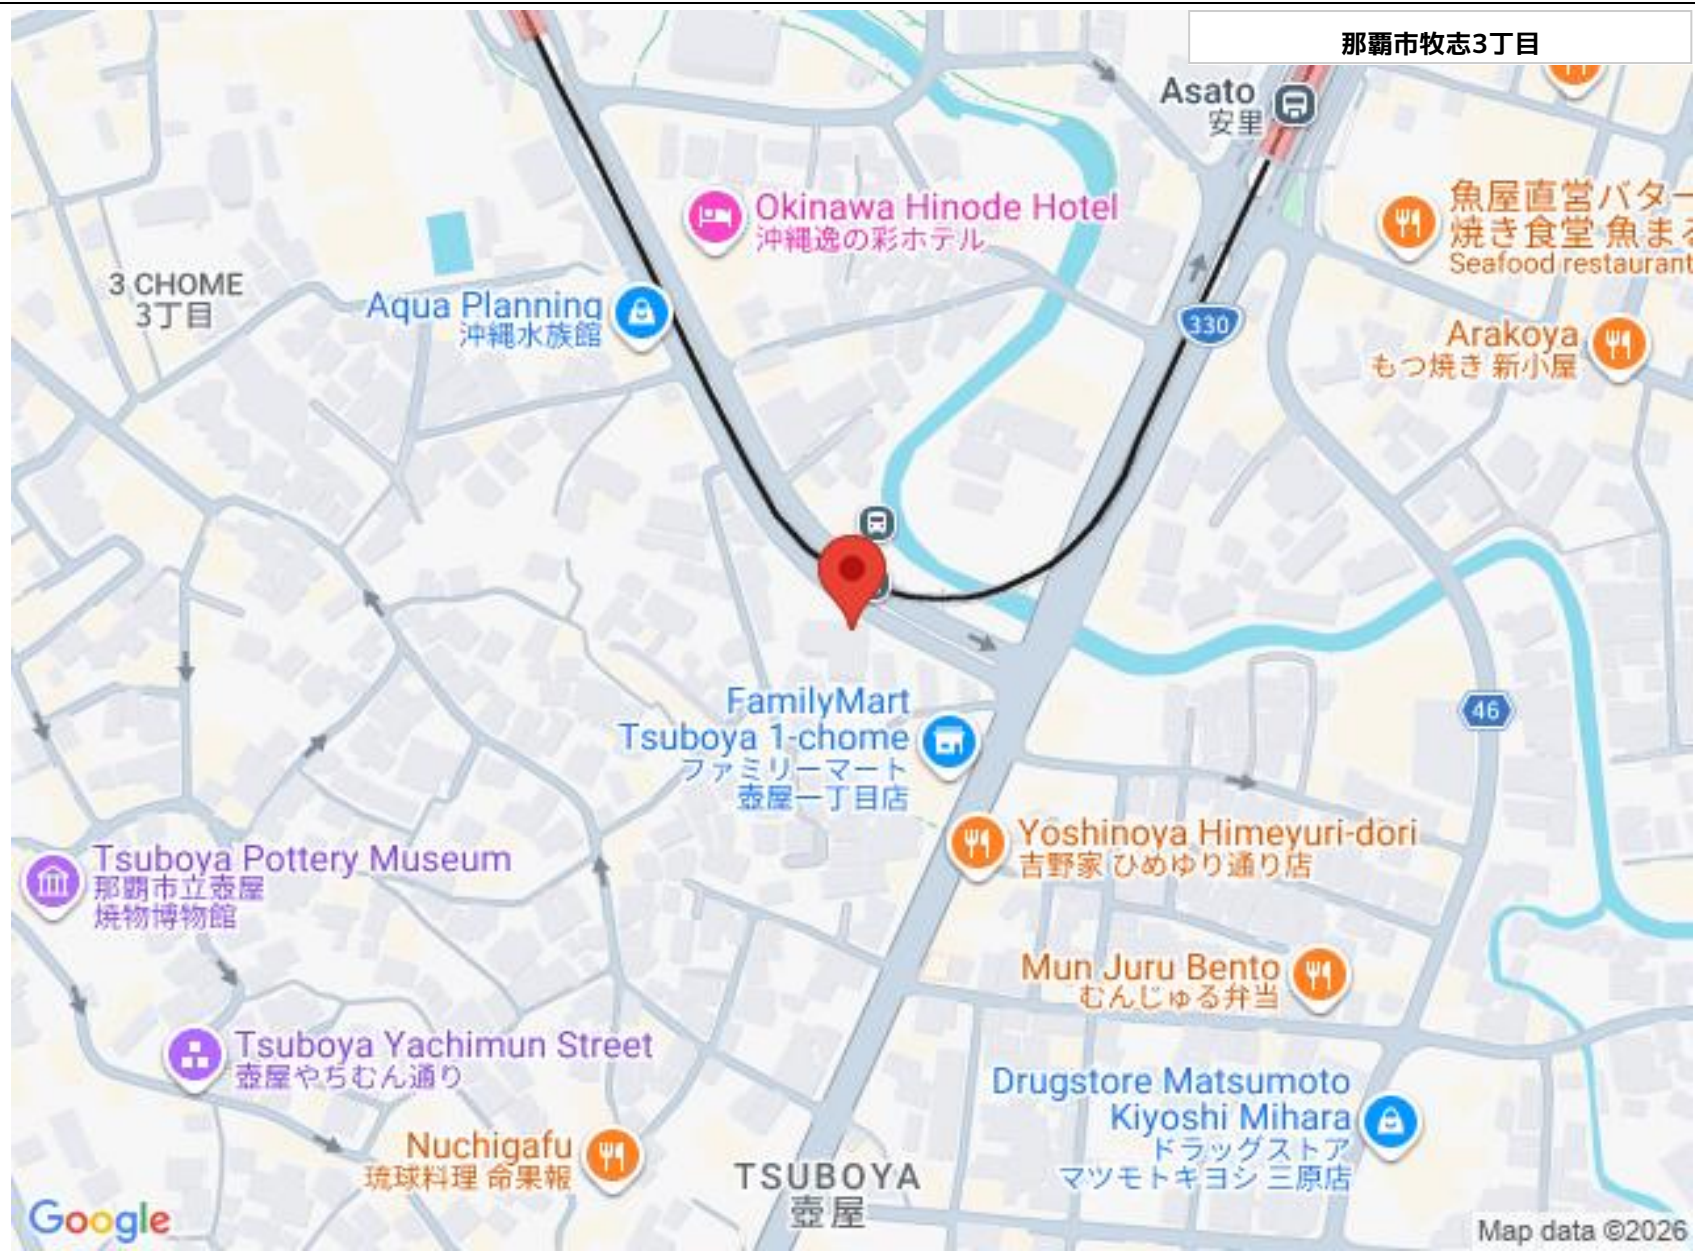 那覇市牧志3丁目
Asato
安里
Okinawa Hinode Hotel
沖縄逸の彩ホテル
魚屋直営バター
焼き食堂 魚まる
Seafood restaurant
3 CHOME
3丁目
Aqua Planning
沖縄水族館
330
Arakoya
もつ焼き 新小屋
FamilyMart
Tsuboya 1-chome
ファミリーマート
壺屋一丁目店
46
Yoshinoya Himeyuri-dori
吉野家 ひめゆり通り店
Tsuboya Pottery Museum
那覇市立壺屋
焼物博物館
Mun Juru Bento
むんじゅる弁当
Tsuboya Yachimun Street
壺屋やちむん通り
Drugstore Matsumoto
Kiyoshi Mihara
ドラッグストア
マツモトキヨシ 三原店
Nuchigafu
琉球料理 命果報
TSUBOYA
壺屋
Google
Map data ©2026